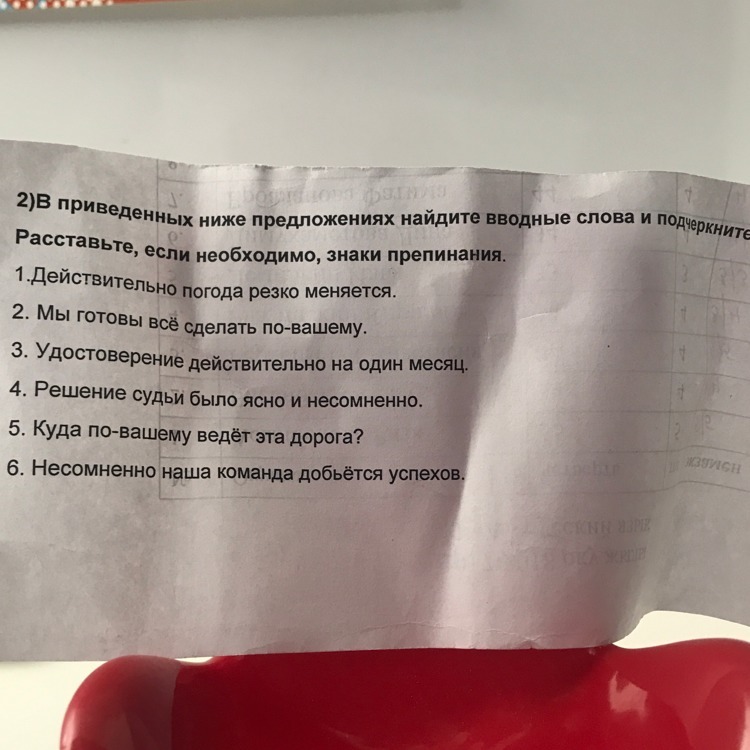 2)В приведенных ниже предложениях найдите вводные слова и подчеркните
Расставьте, если необходимо, знаки препинания.
1.Действительно погода резко меняется.
2. Мы готовы всё сделать по-вашему.
3. Удостоверение действительно на один месяц.
4. Решение судьи было ясно и несомненно.
5. Куда по-вашему ведёт эта дорога?
6. Несомненно наша команда добьётся успехов.